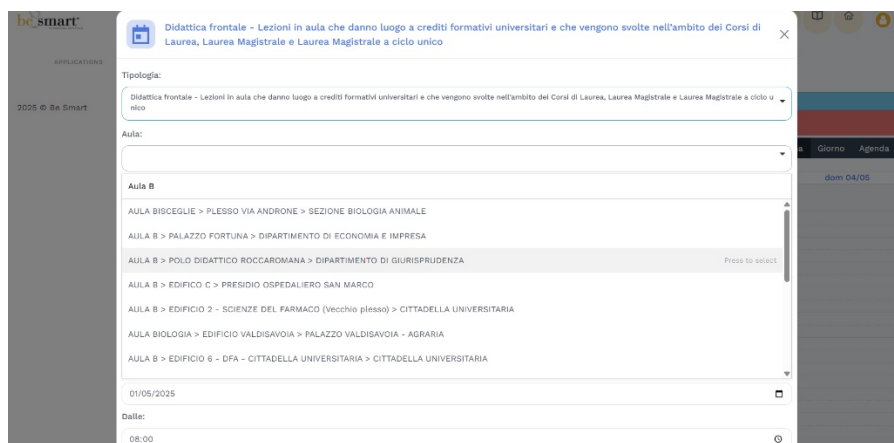 be smart
Didattica frontale - Lezioni in aula che danno luogo a crediti formativi universitari e che vengono svolte nell'ambito dei Corsi di
Laurea, Laurea Magistrale e Laurea Magistrale a ciclo unico
APPLICATIONS
Tipologia:
2025 © Be Smart
Didattica frontale - Lezioni in aula che danno luogo a crediti formativi universitari e che vengono svolte nell'ambito dei Corsi di Laurea, Laurea Magistrale e Laurea Magistrale a ciclo u
nico
Aula:
a Giorno Agenda
dom 04/05
Aula B
AULA BISCEGLIE > PLESSO VIA ANDRONE > SEZIONE BIOLOGIA ANIMALE
AULA B > PALAZZO FORTUNA > DIPARTIMENTO DI ECONOMIA E IMPRESA
AULA B > POLO DIDATTICO ROCCAROMANA > DIPARTIMENTO DI GIURISPRUDENZA Press to select
AULA B > EDIFICO C > PRESIDIO OSPEDALIERO SAN MARCO
AULA B > EDIFICIO 2 - SCIENZE DEL FARMACO (Vecchio plesso) > CITTADELLA UNIVERSITARIA
AULA BIOLOGIA > EDIFICIO VALDISAVOIA > PALAZZO VALDISAVOIA - AGRARIA
AULA B > EDIFICIO 6 - DFA - CITTADELLA UNIVERSITARIA > CITTADELLA UNIVERSITARIA
01/05/2025
Dalle:
08:00